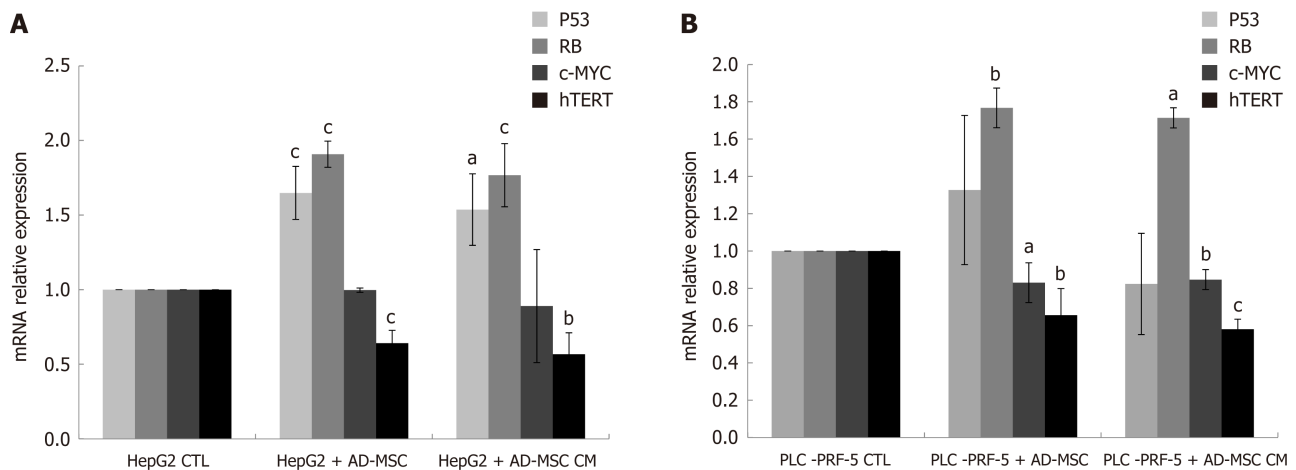 A
P53
RB
c-MYC
hTERT
mRNA relative expression
2.5
2.0
1.5
1.0
0.5
0.0
c
c
c
a
c
b
HepG2 CTL
HepG2 + AD-MSC
HepG2 + AD-MSC CM
B
P53
RB
c-MYC
hTERT
mRNA relative expression
2.0
1.8
1.6
1.4
1.2
1.0
0.8
0.6
0.4
0.2
0.0
b
a
b
a
b
c
PLC -PRF-5 CTL
PLC -PRF-5 + AD-MSC
PLC -PRF-5 + AD-MSC CM